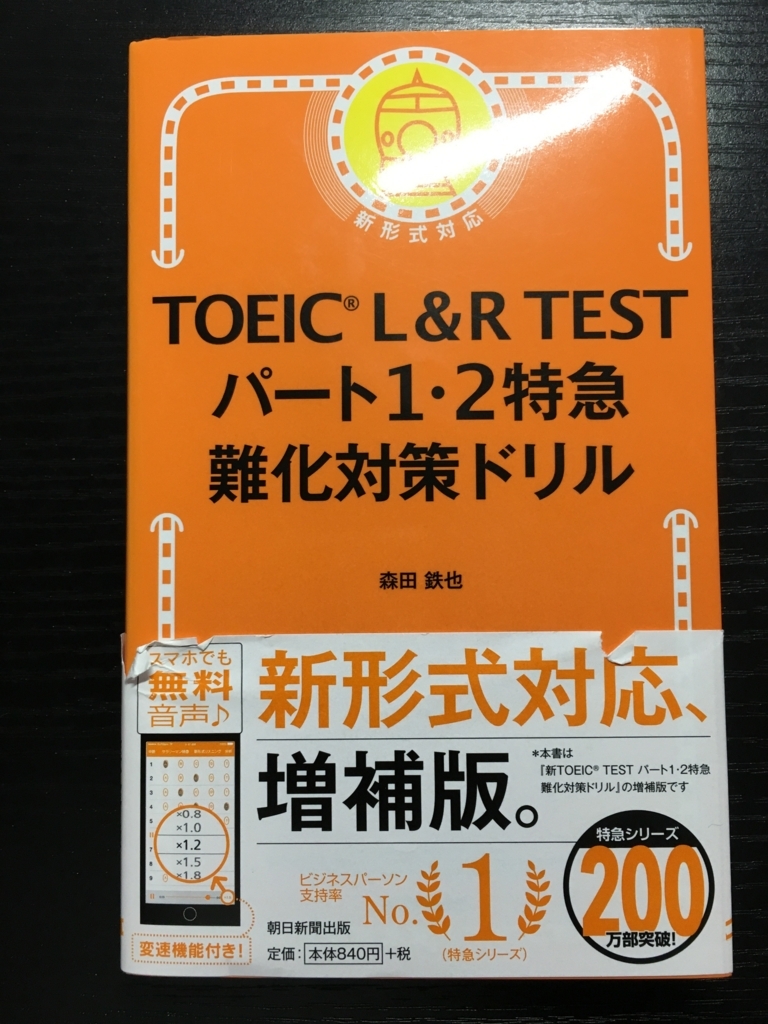 新形式対応
TOEIC® L&R TEST
パート1・2特急
難化対策ドリル
森田 鉄也
スマホでも
無料
音声♪
新形式対応、
増補版。
*本書は
『新TOEIC® TEST パート1・2特急
難化対策ドリル』の増補版です
×0.8
×1.0
×1.2
×1.5
×1.8
変速機能付き!
ビジネスパーソン
支持率
No.1
(特急シリーズ)
朝日新聞出版
定価:本体840円+税
特急シリーズ
200
万部突破!